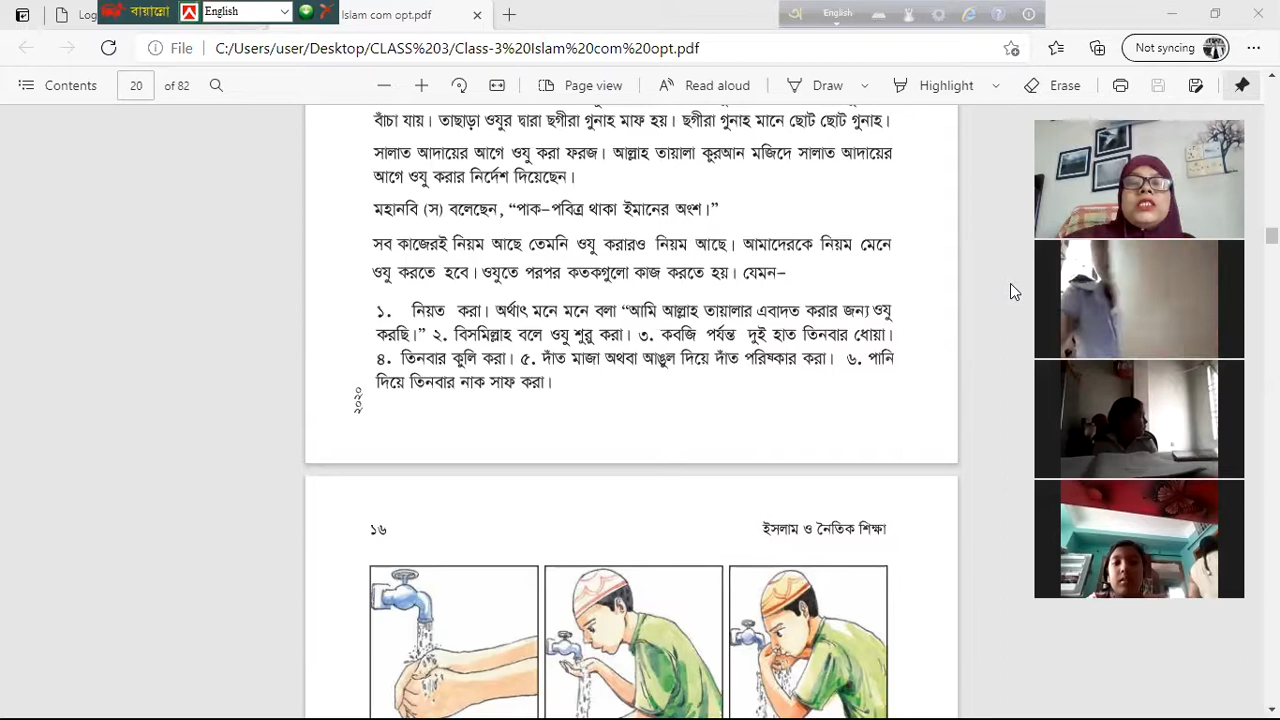 বায়ান্নো
English
Islam com opt.pdf
Log
English
File
C:/Users/user/Desktop/CLASS%203/Class-3%20Islam%20com%20opt.pdf
Not syncing
Contents
20 of 82
Page view
Read aloud
Draw
Highlight
Erase
বাঁচা যায়। তাছাড়া ওযুর দ্বারা ছগীরা গুনাহ মাফ হয়। ছগীরা গুনাহ মানে ছোট ছোট গুনাহ।
সালাত আদায়ের আগে ওযু করা ফরজ। আল্লাহ তায়ালা কুরআন মজিদে সালাত আদায়ের
আগে ওযু করার নির্দেশ দিয়েছেন।
মহানবি (স) বলেছেন, “পাক-পবিত্র থাকা ইমানের অংশ।”
সব কাজেরই নিয়ম আছে তেমনি ওযু করারও নিয়ম আছে। আমাদেরকে নিয়ম মেনে
ওযু করতে হবে। ওযুতে পরপর কতকগুলো কাজ করতে হয়। যেমন-
১. নিয়ত করা। অর্থাৎ মনে মনে বলা “আমি আল্লাহ তায়ালার এবাদত করার জন্য ওযু
করছি।” ২. বিসমিল্লাহ বলে ওযু শুরু করা। ৩. কবজি পর্যন্ত দুই হাত তিনবার ধোয়া।
৪. তিনবার কুলি করা। ৫. দাঁত মাজা অথবা আঙুল দিয়ে দাঁত পরিষ্কার করা। ৬. পানি
দিয়ে তিনবার নাক সাফ করা।
২০২০
১৬
ইসলাম ও নৈতিক শিক্ষা